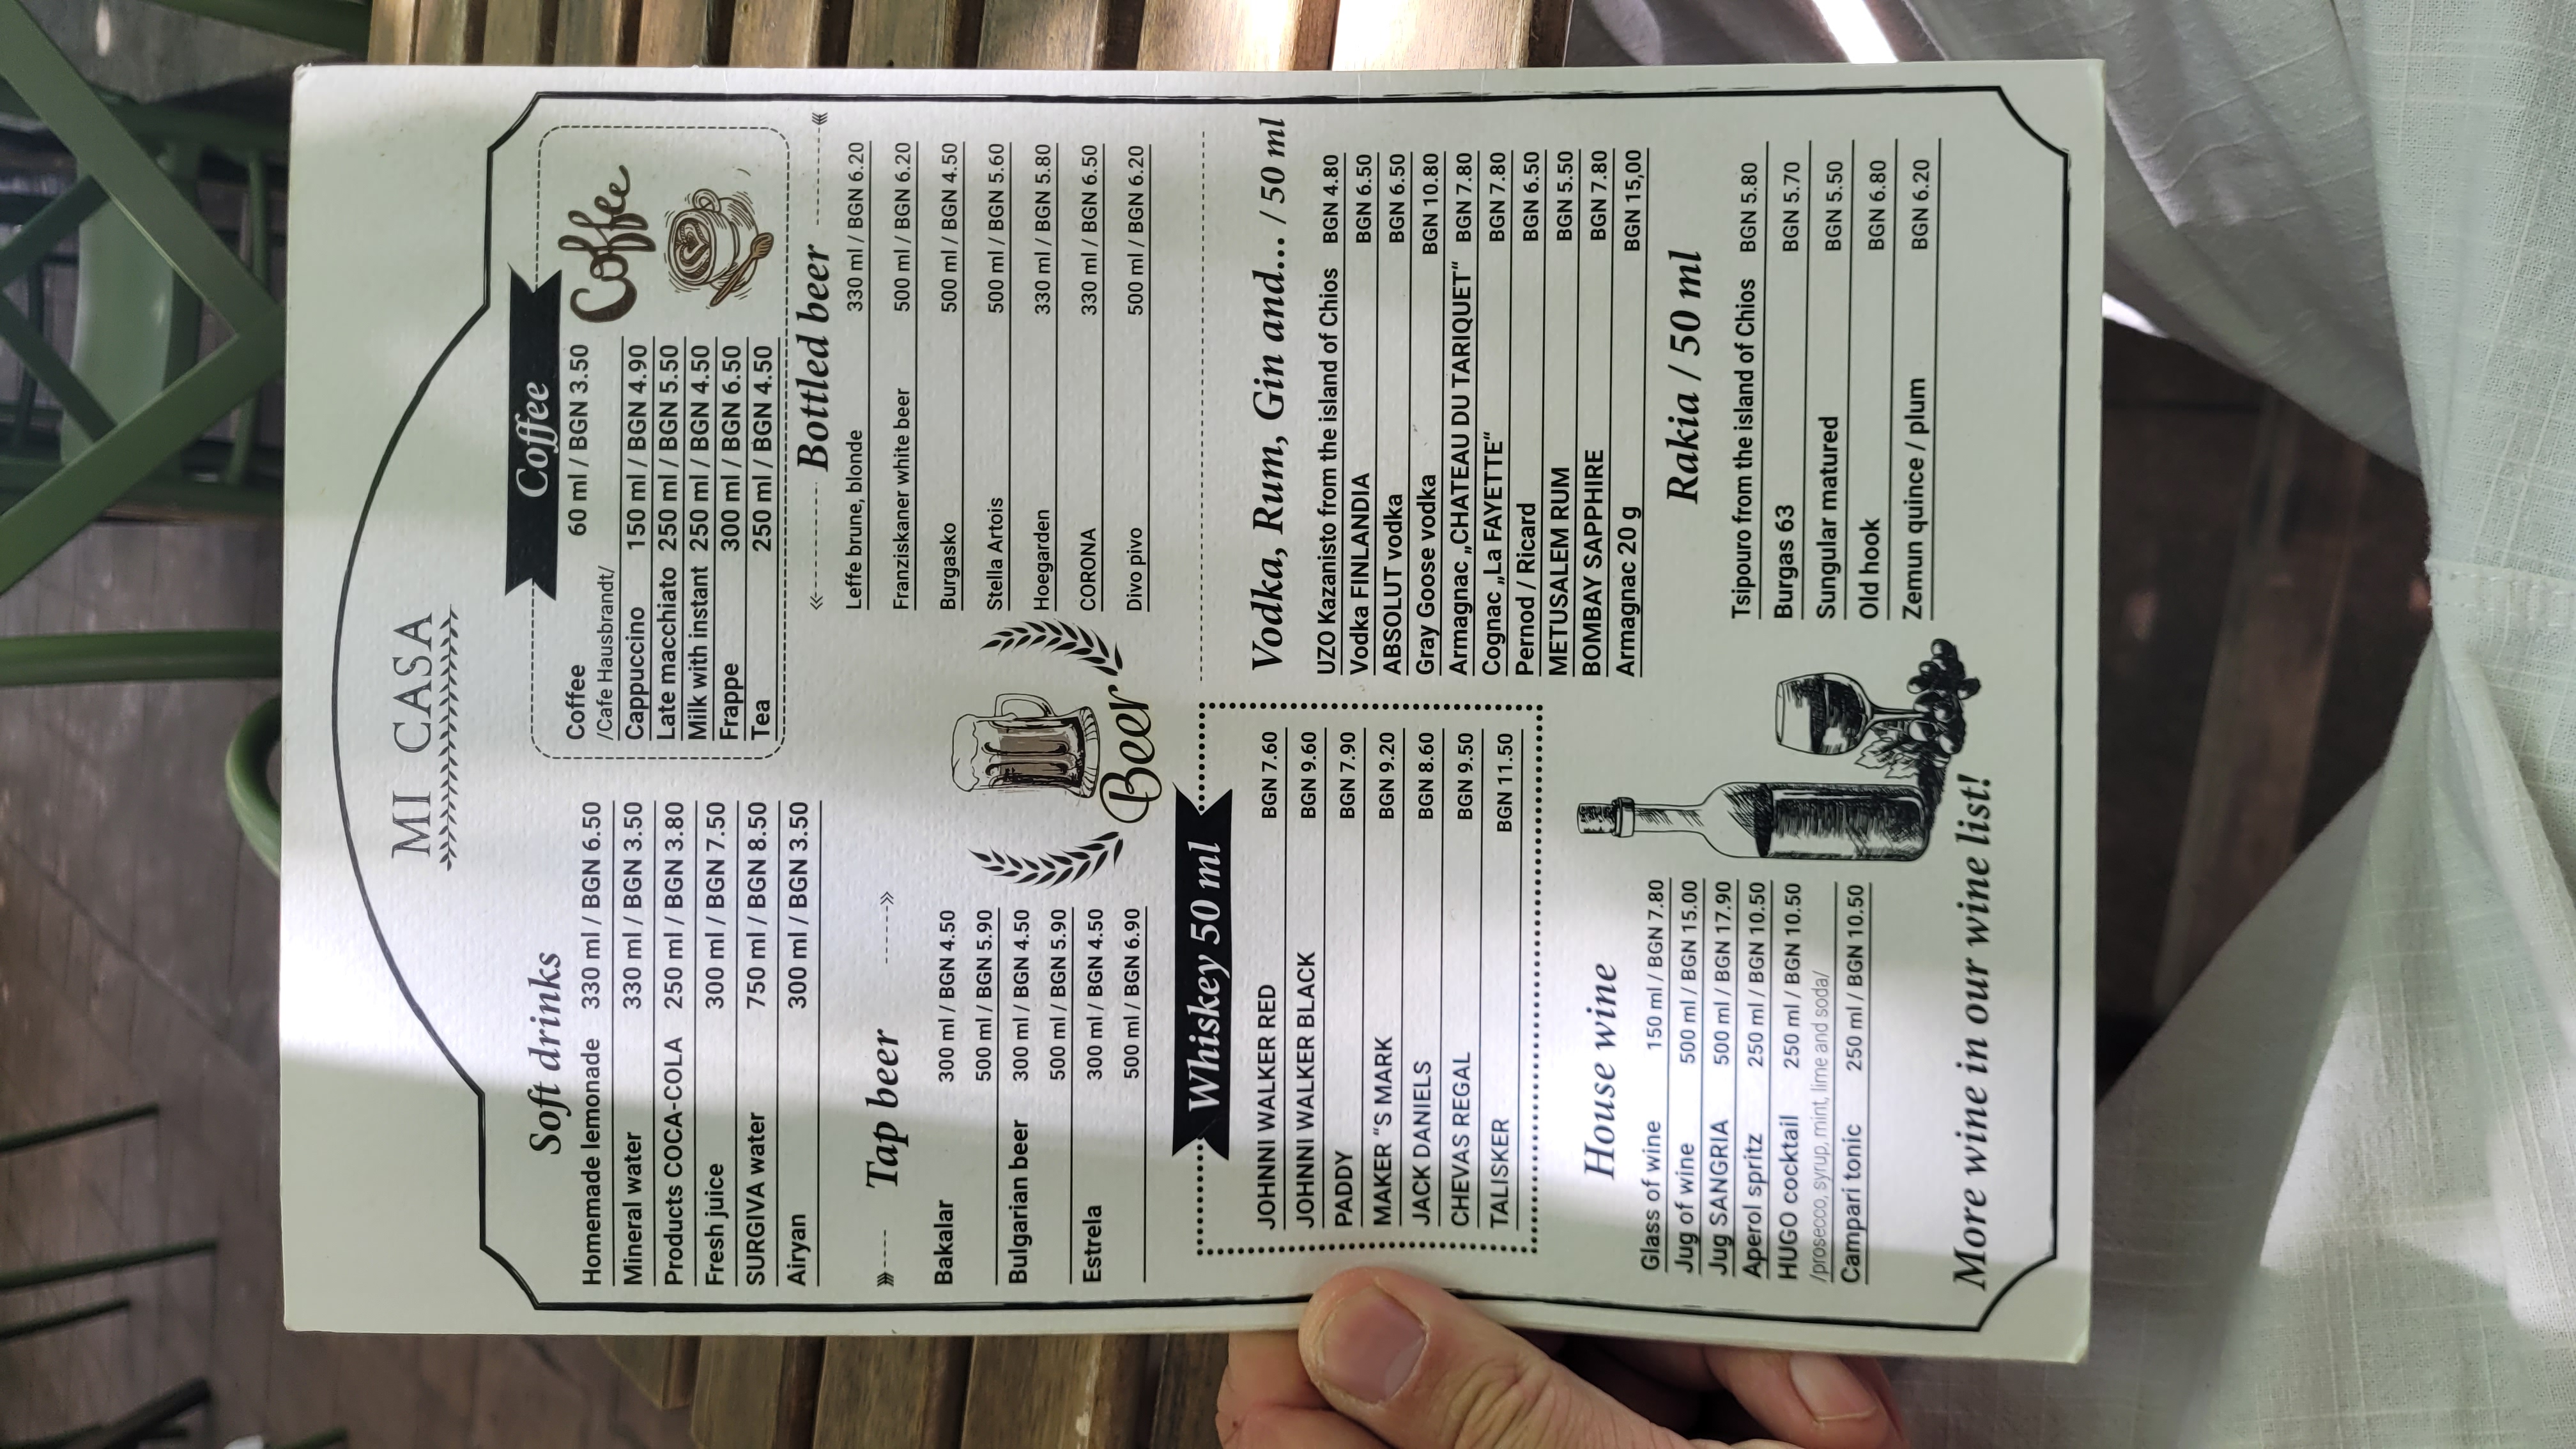 MI CASA
Soft drinks
Homemade lemonade 330 ml / BGN 6.50
Mineral water 330 ml / BGN 3.50
Products COCA-COLA 250 ml / BGN 3.80
Fresh juice 300 ml / BGN 7.50
SURGIVA water 750 ml / BGN 8.50
Airyan 300 ml / BGN 3.50
Coffee
Coffee 60 ml / BGN 3.50
/Cafe Hausbrandt/
Cappuccino 150 ml / BGN 4.90
Late macchiato 250 ml / BGN 5.50
Milk with instant 250 ml / BGN 4.50
Frappe 300 ml / BGN 6.50
Tea 250 ml / BGN 4.50
Coffee
Tap beer
Bakalar 300 ml / BGN 4.50
500 ml / BGN 5.90
Bulgarian beer 300 ml / BGN 4.50
500 ml / BGN 5.90
Estrela 300 ml / BGN 4.50
500 ml / BGN 6.90
Beer
Bottled beer
Leffe brune, blonde 330 ml / BGN 6.20
Franziskaner white beer 500 ml / BGN 6.20
Burgasko 500 ml / BGN 4.50
Stella Artois 500 ml / BGN 5.60
Hoegarden 330 ml / BGN 5.80
CORONA 330 ml / BGN 6.50
Divo pivo 500 ml / BGN 6.20
Whiskey 50 ml
JOHNNI WALKER RED BGN 7.60
JOHNNI WALKER BLACK BGN 9.60
PADDY BGN 7.90
MAKER “S MARK BGN 9.20
JACK DANIELS BGN 8.60
CHEVAS REGAL BGN 9.50
TALISKER BGN 11.50
Vodka, Rum, Gin and... / 50 ml
UZO Kazanisto from the island of Chios BGN 4.80
Vodka FINLANDIA BGN 6.50
ABSOLUT vodka BGN 6.50
Gray Goose vodka BGN 10.80
Armagnac „CHATEAU DU TARIQUET“ BGN 7.80
Cognac „La FAYETTE“ BGN 7.80
Pernod / Ricard BGN 6.50
METUSALEM RUM BGN 5.50
BOMBAY SAPPHIRE BGN 7.80
Armagnac 20 g BGN 15,00
House wine
Glass of wine 150 ml / BGN 7.80
Jug of wine 500 ml / BGN 15.00
Jug SANGRIA 500 ml / BGN 17.90
Aperol spritz 250 ml / BGN 10.50
HUGO cocktail 250 ml / BGN 10.50
/prosecco, syrup, mint, lime and soda/
Campari tonic 250 ml / BGN 10.50
Rakia / 50 ml
Tsipouro from the island of Chios BGN 5.80
Burgas 63 BGN 5.70
Sungular matured BGN 5.50
Old hook BGN 6.80
Zemun quince / plum BGN 6.20
More wine in our wine list!